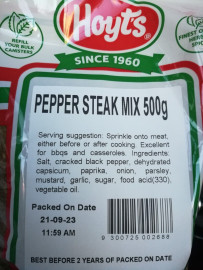 REFILL
YOUR BULK
CANISTERS
Hoyt's
FINEST
SINCE 1960
PEPPER STEAK MIX 500g
Serving suggestion: Sprinkle onto meat,
either before or after cooking. Excellent
for bbqs and casseroles. Ingredients:
Salt, cracked black pepper, dehydrated
capsicum, paprika, onion, parsley,
mustard, garlic, sugar, food acid(330),
vegetable oil.
Packed On Date
21-09-23
11:59 AM
9 300725 002688
BEST BEFORE 2 YEARS OF PACKED ON DATE